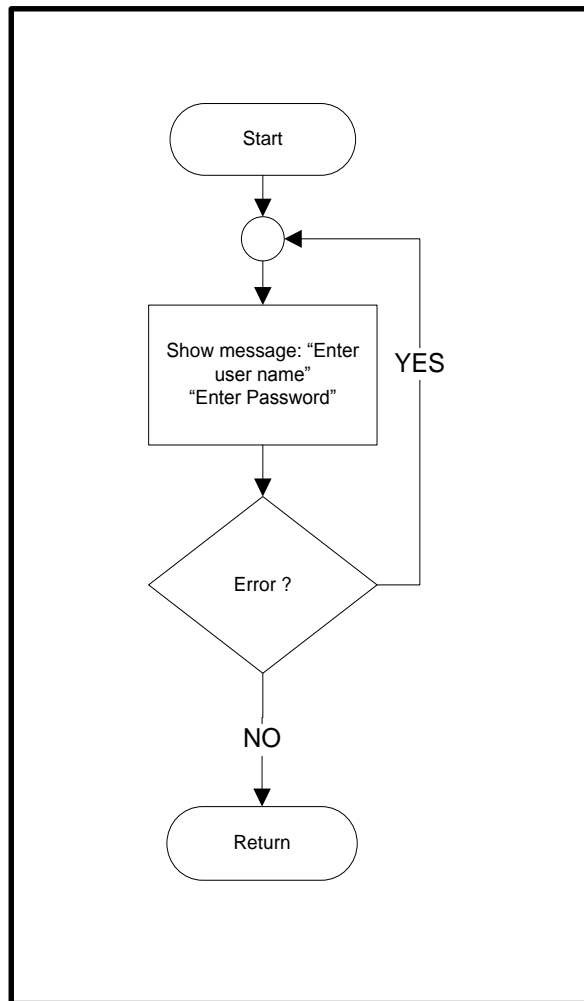 Start
Show message: “Enter
user name”
“Enter Password”
YES
Error ?
NO
Return